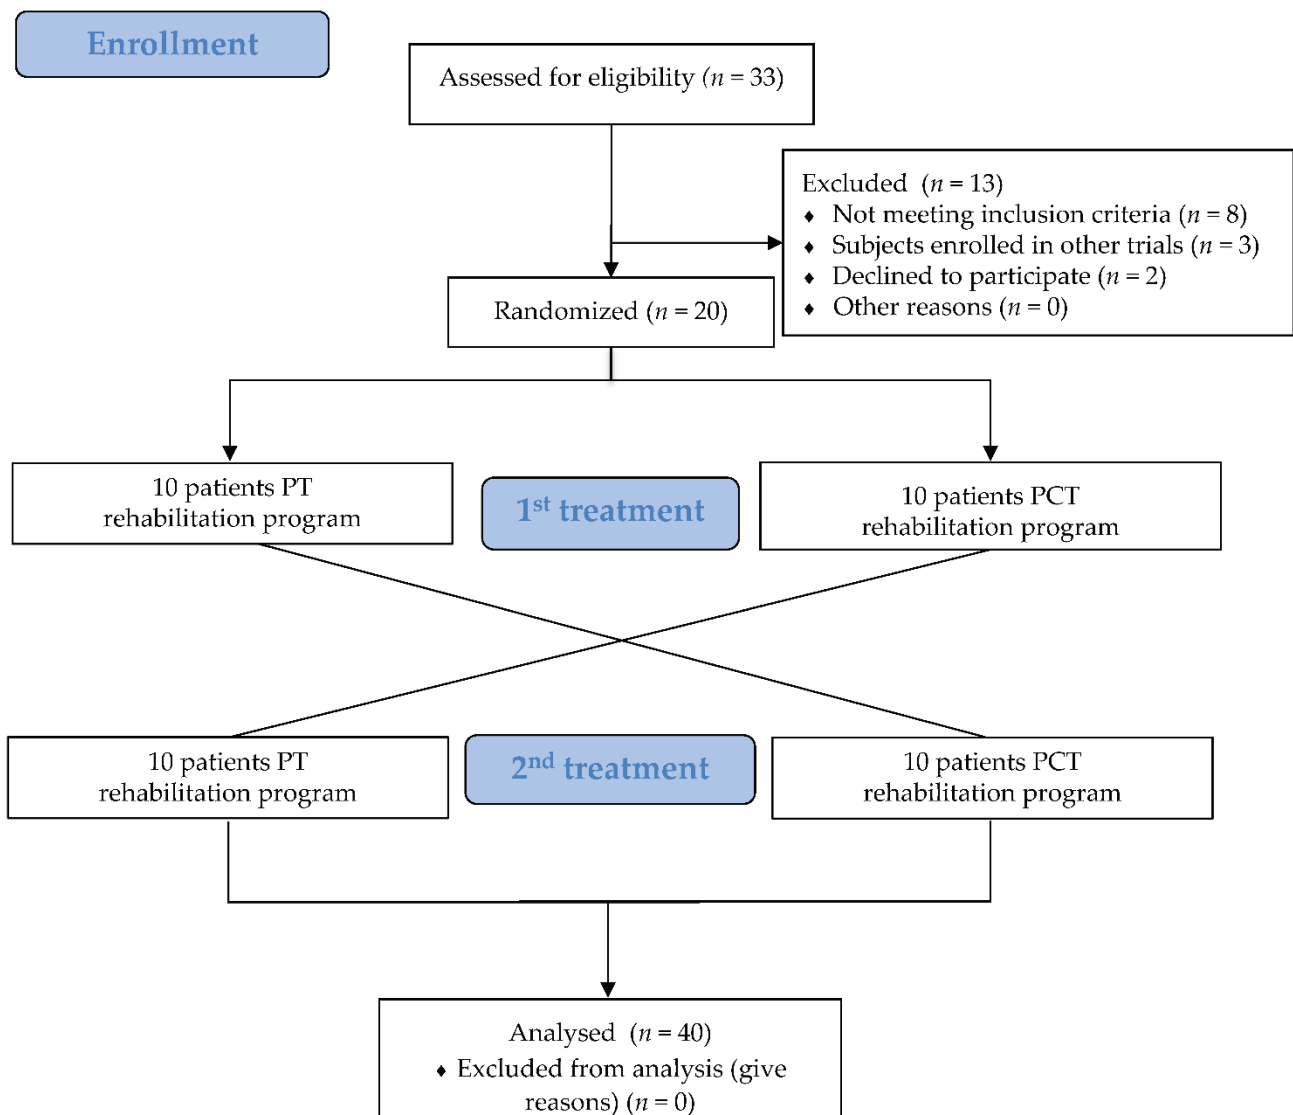 Enrollment
Assessed for eligibility (n = 33)
Excluded (n = 13)
♦ Not meeting inclusion criteria (n = 8)
♦ Subjects enrolled in other trials (n = 3)
♦ Declined to participate (n = 2)
♦ Other reasons (n = 0)
Randomized (n = 20)
10 patients PT
rehabilitation program
1st treatment
10 patients PCT
rehabilitation program
10 patients PT
rehabilitation program
2nd treatment
10 patients PCT
rehabilitation program
Analysed (n = 40)
♦ Excluded from analysis (give
reasons) (n = 0)